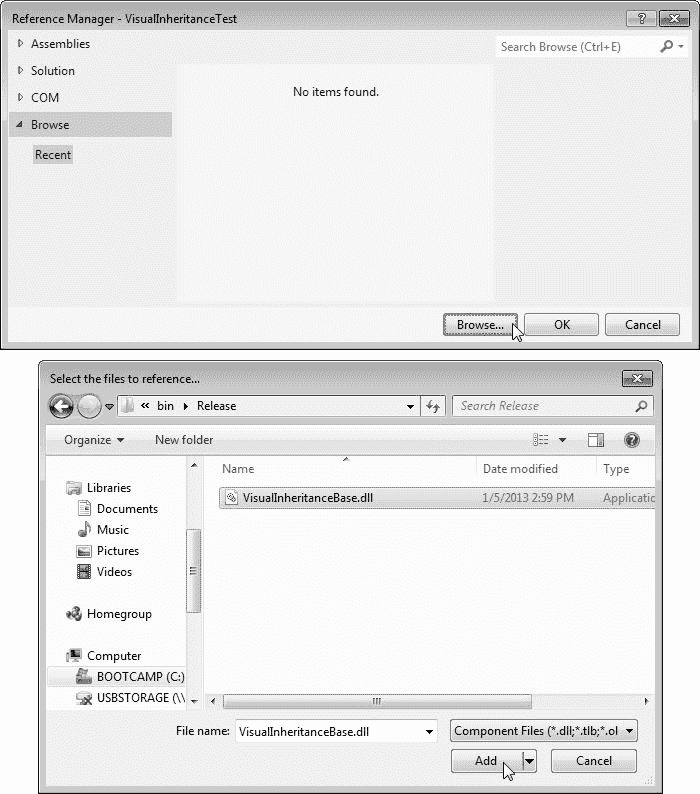 Reference Manager - VisualInheritanceTest
?
Assemblies
Solution
COM
Browse
Recent
Search Browse (Ctrl+E)
No items found.
Browse...
OK
Cancel
Select the files to reference...
« bin Release
Search Release
Organize
New folder
?
Name
Date modified
Type
Libraries
Documents
Music
Pictures
Videos
Homegroup
Computer
BOOTCAMP (C:)
USBSTORAGE (\\
VisualInheritanceBase.dll
1/5/2013 2:59 PM
Applicatio
File name:
VisualInheritanceBase.dll
Component Files (*.dll;*.tlb;*.ol
Add
Cancel